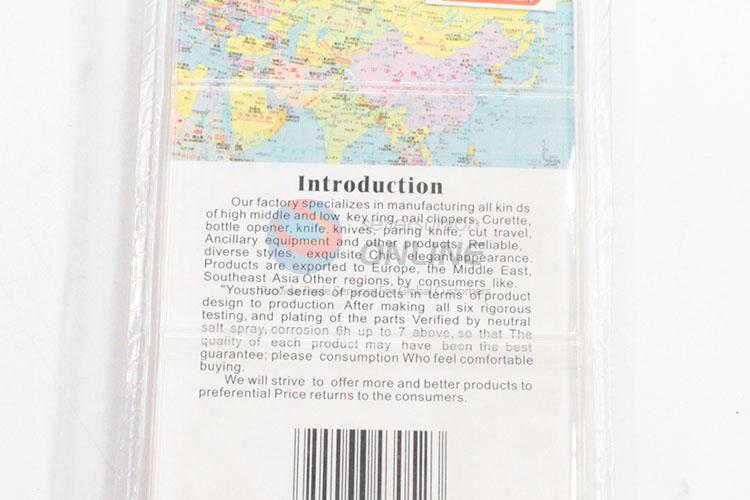 Introduction
Our factory specializes in manufacturing all kin ds
of high middle and low key ring, nail clippers, Curette,
bottle opener, knife, knives, paring knife, cut travel,
Ancillary equipment and other products. Reliable,
diverse styles, exquisite chic, elegant appearance.
Products are exported to Europe, the Middle East,
Southeast Asia Other regions, by consumers like.
"Youshuo"series of products in terms of product
design to production After making all six rigorous
testing, and plating of the parts Verified by neutral
salt spray, corrosion 6h up to 7 above, so that The
quality of each product may have been the best
guarantee; please consumption Who feel comfortable
buying.
We will strive to offer more and better products to
preferential Price returns to the consumers.
ONLINE